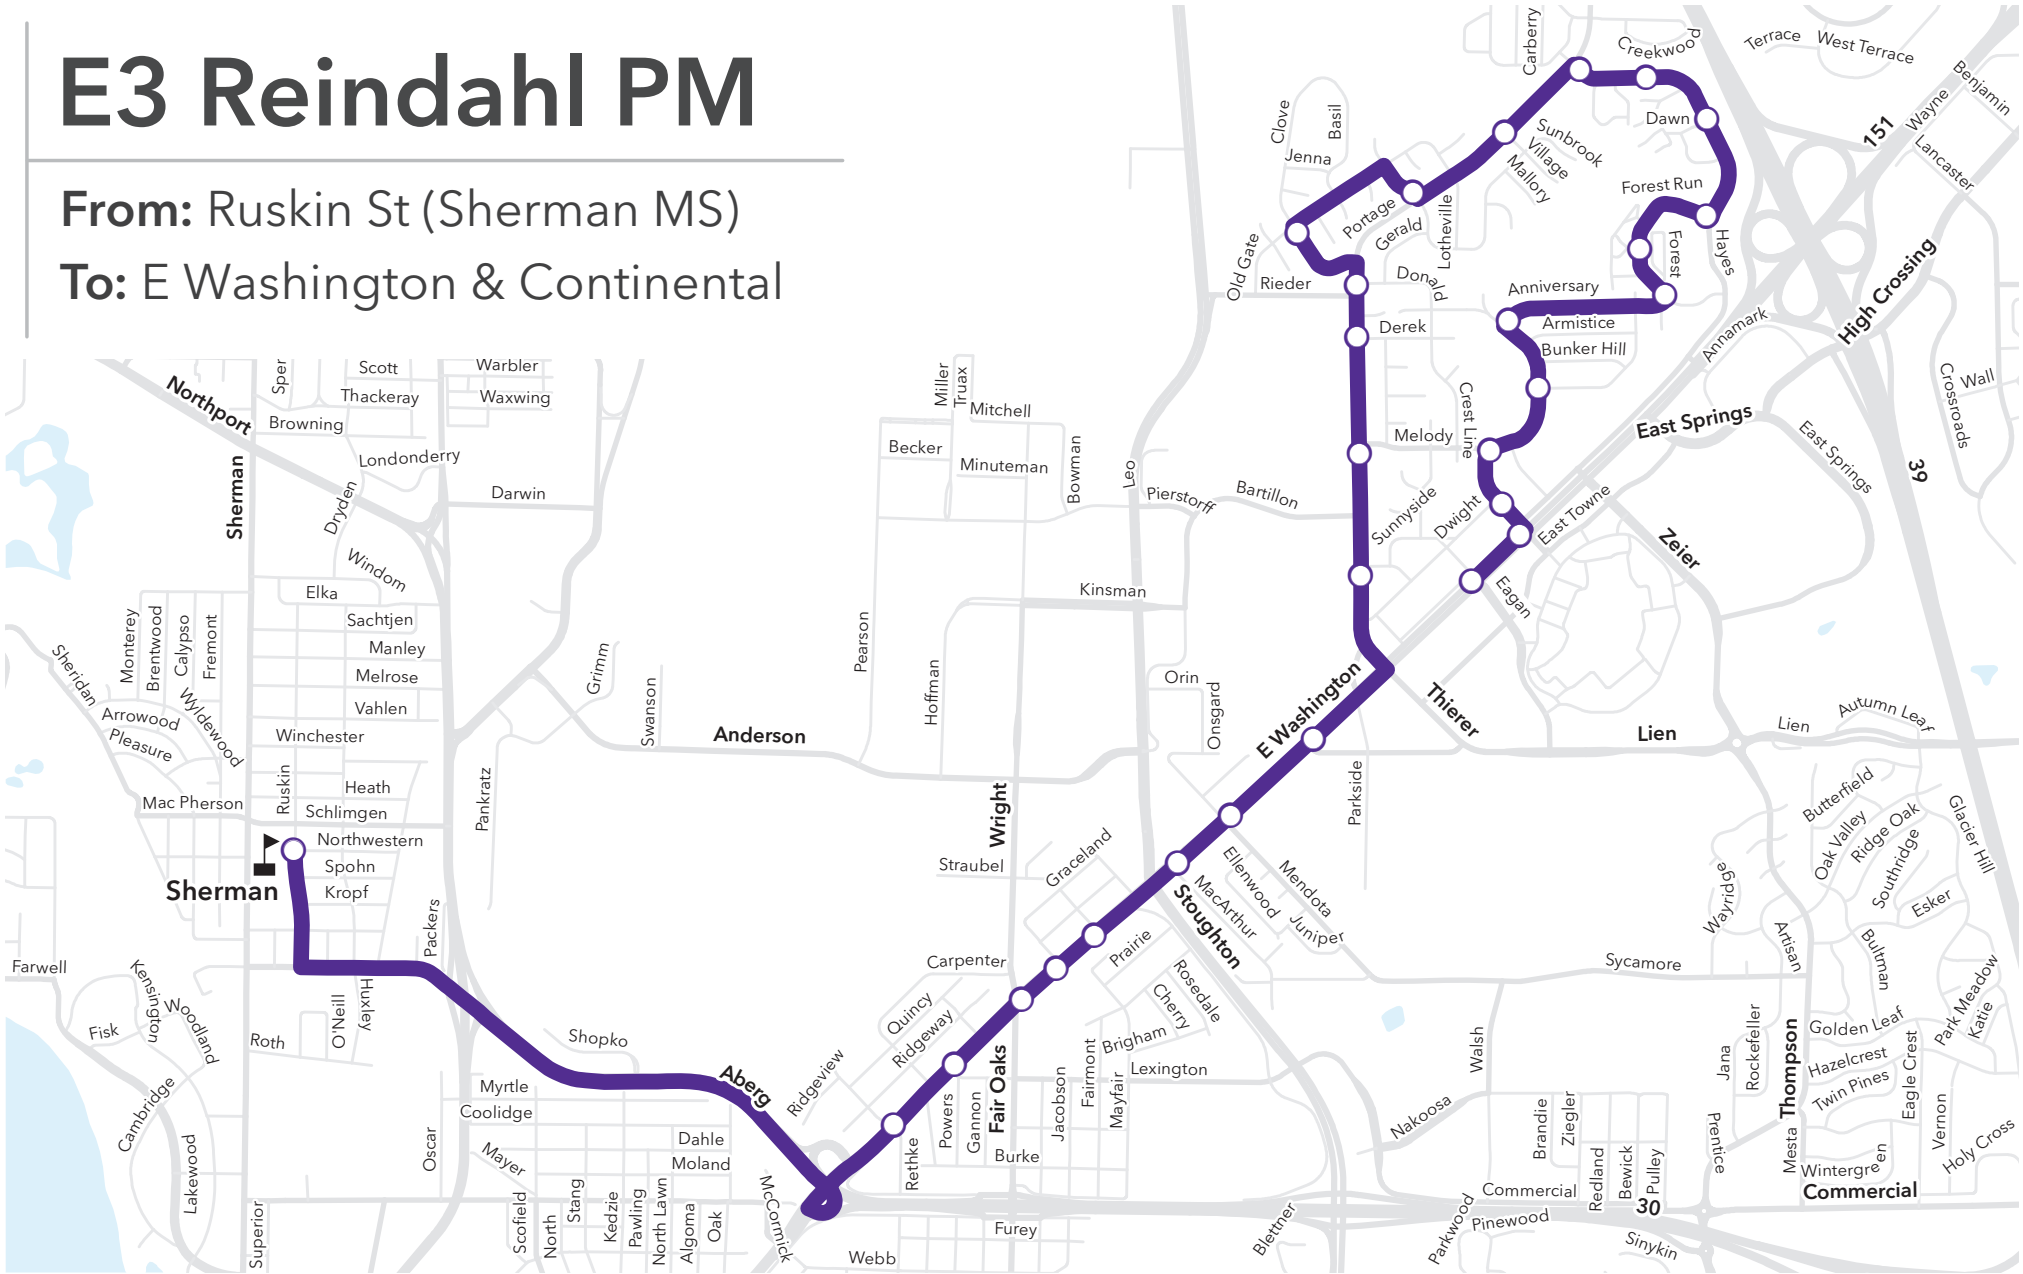 E3 Reindahl PM
From: Ruskin St (Sherman MS)
To: E Washington & Continental
Carberry
Creekwood
Terrace
West Terrace
Benjamin
Wayne
151
Lancaster
Clove
Basil
Jenna
Sunbrook
Village
Mallory
Dawn
Forest Run
Portage
Gerald
Lotheville
Forest
Hayes
Old Gate
Rieder
Donald
Anniversary
Armistice
Bunker Hill
Annamark
High Crossing
Derek
Crossroads
Wall
Crest Line
Melody
East Springs
East Springs
39
Sunnyside
Dwight
East Towne
Zeier
Eagan
Sper
Scott
Thackeray
Browning
Warbler
Waxwing
Northport
Londonderry
Sherman
Dryden
Darwin
Windom
Elka
Sachtjen
Manley
Melrose
Vahlen
Winchester
Monterey
Brentwood
Calypso
Fremont
Sheridan
Wyldewood
Arrowood
Pleasure
Mac Pherson
Ruskin
Heath
Schlimgen
Northwestern
Spohn
Kropf
Sherman
Miller
Truax
Mitchell
Becker
Minuteman
Bowman
Leo
Pierstorff
Bartillon
Kinsman
Pearson
Hoffman
Grimm
Swanson
Anderson
Pankratz
Orin
Onsgard
E Washington
Thierer
Lien
Lien
Autumn Leaf
Parkside
Wright
Straubel
Graceland
Ellenwood
MacArthur
Mendota
Juniper
Stoughton
Butterfield
Oak Valley
Ridge Oak
Southridge
Glacier Hill
Wayridge
Esker
Artisan
Bultman
Sycamore
Packers
Farwell
Kensington
Woodland
Fisk
Roth
O'Neill
Huxley
Shopko
Carpenter
Quincy
Ridgeway
Prairie
Rosedale
Cherry
Brigham
Lexington
Walsh
Rockefeller
Jana
Thompson
Golden Leaf
Hazelcrest
Twin Pines
Eagle Crest
Park Meadow
Katie
Cambridge
Lakewood
Myrtle
Coolidge
Aberg
Ridgeview
Powers
Gannon
Fair Oaks
Jacobson
Fairmont
Mayfair
Nakoosa
Brandie
Ziegler
Prentice
Mesta
Vernon
Holy Cross
Oscar
Mayer
Dahle
Moland
Rethke
Burke
Redland
Bewick
Pulley
Wintergreen
Commercial
Commercial
30
Superior
Scofield
North
Stang
Kedzie
Pawling
North Lawn
Algoma
Oak
McCormick
Webb
Furey
Blettner
Parkwood
Pinewood
Sinykin